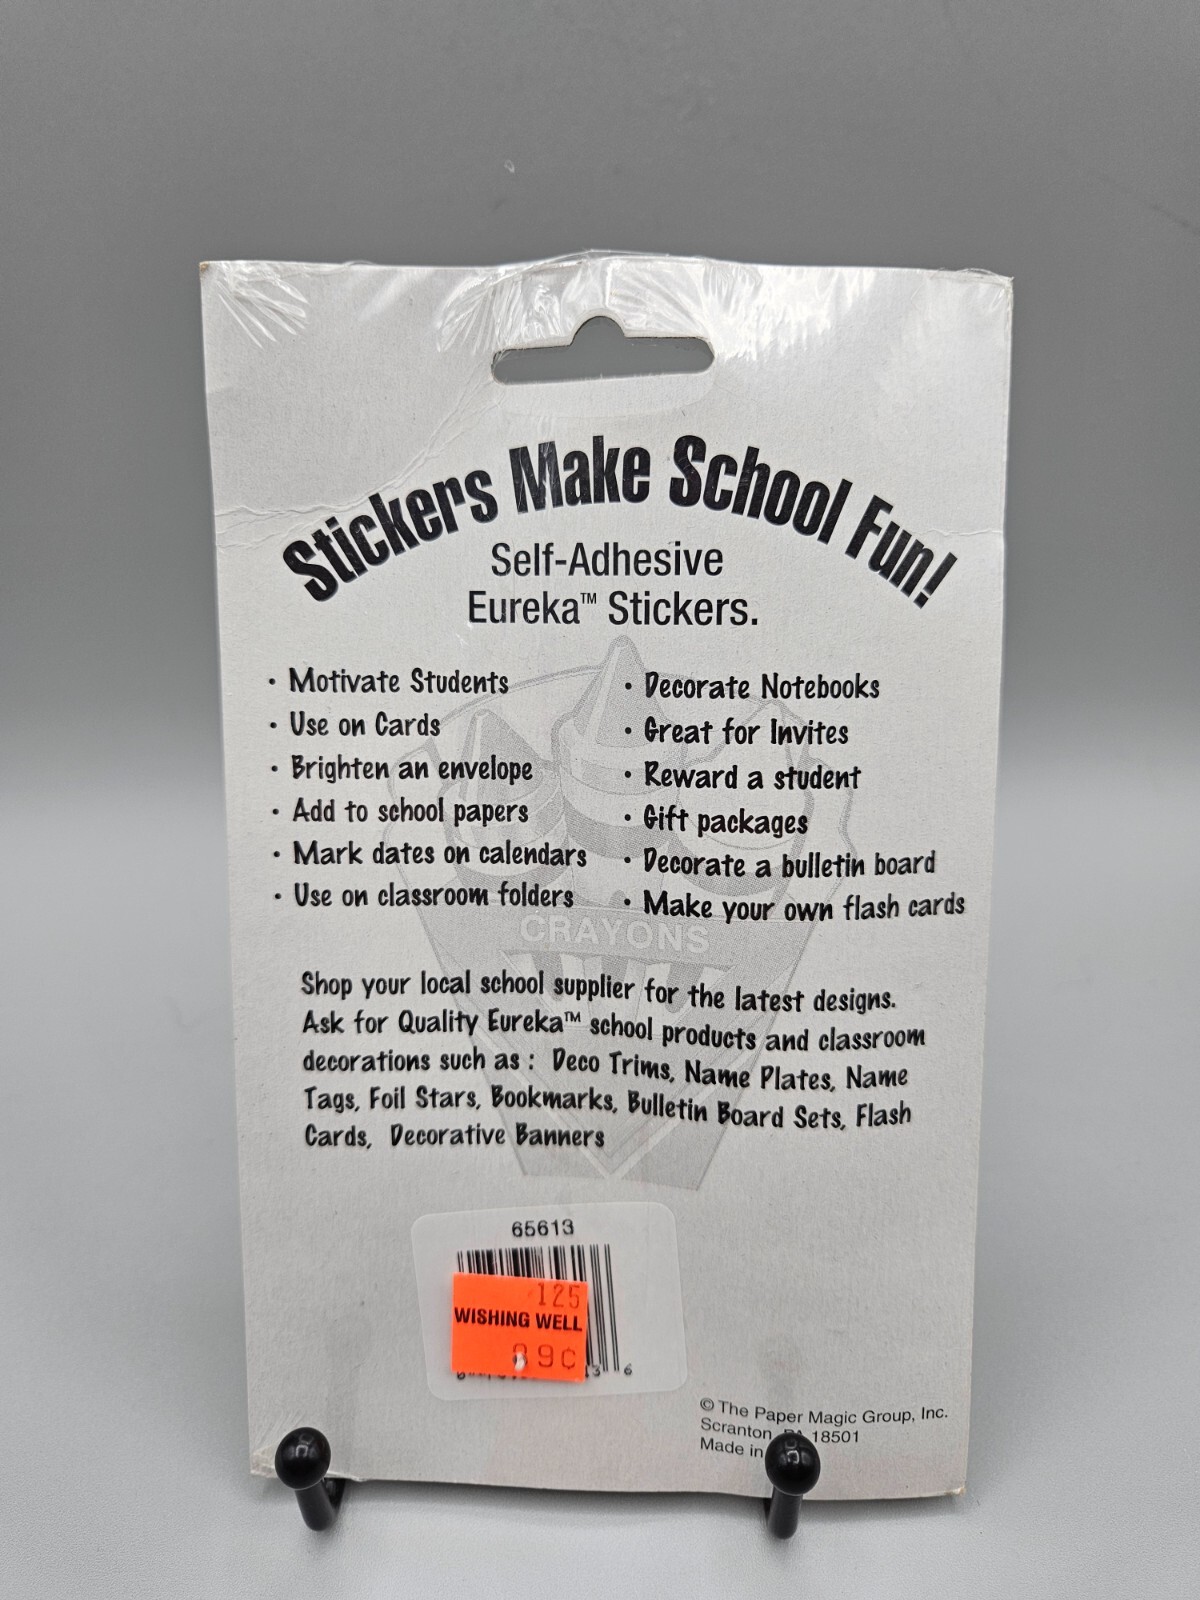 Stickers Make School Fun!
Self-Adhesive
Eureka™ Stickers.
· Motivate Students
· Use on Cards
· Brighten an envelope
· Add to school papers
· Mark dates on calendars
· Use on classroom folders
· Decorate Notebooks
· Great for Invites
· Reward a student
· Gift packages
· Decorate a bulletin board
· Make your own flash cards
CRAYONS
Shop your local school supplier for the latest designs.
Ask for Quality Eureka™ school products and classroom
decorations such as : Deco Trims, Name Plates, Name
Tags, Foil Stars, Bookmarks, Bulletin Board Sets, Flash
Cards, Decorative Banners
65613
125
WISHING WELL
89¢
13 6
© The Paper Magic Group, Inc.
Scranton, PA 18501
Made in